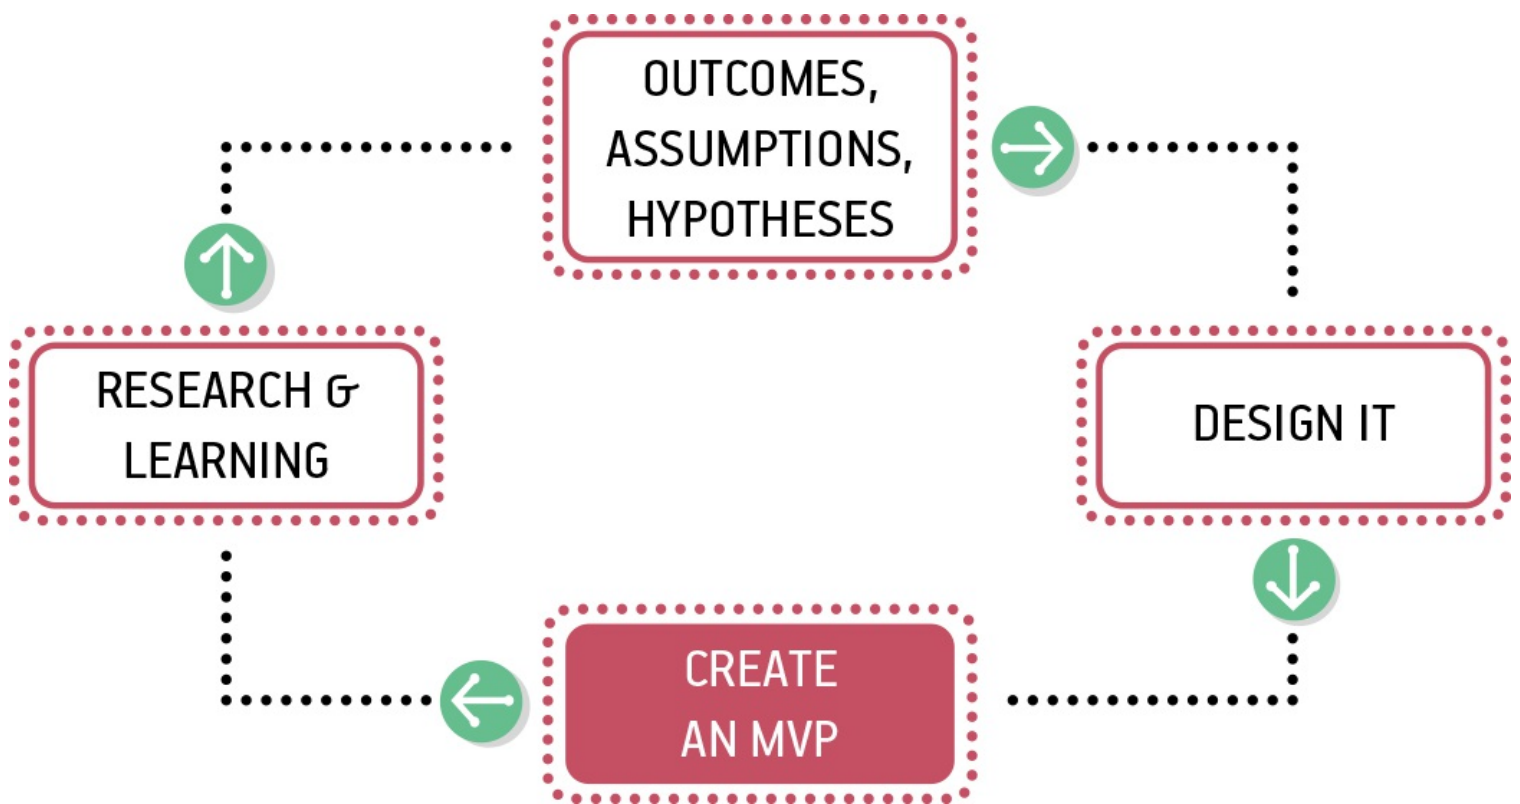 OUTCOMES,
ASSUMPTIONS,
HYPOTHESES
RESEARCH &
LEARNING
DESIGN IT
CREATE
AN MVP